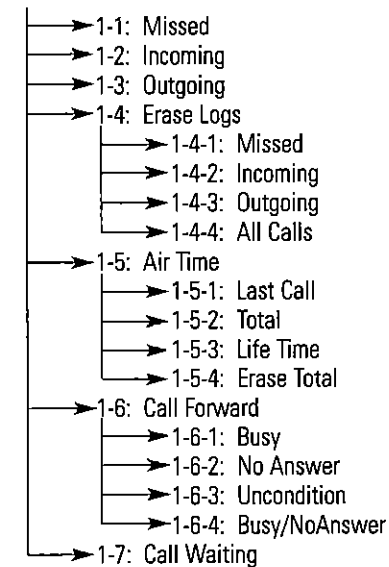 1-1: Missed
1-2: Incoming
1-3: Outgoing
1-4: Erase Logs
1-4-1: Missed
1-4-2: Incoming
1-4-3: Outgoing
1-4-4: All Calls
1-5: Air Time
1-5-1: Last Call
1-5-2: Total
1-5-3: Life Time
1-5-4: Erase Total
1-6: Call Forward
1-6-1: Busy
1-6-2: No Answer
1-6-3: Uncondition
1-6-4: Busy/NoAnswer
1-7: Call Waiting